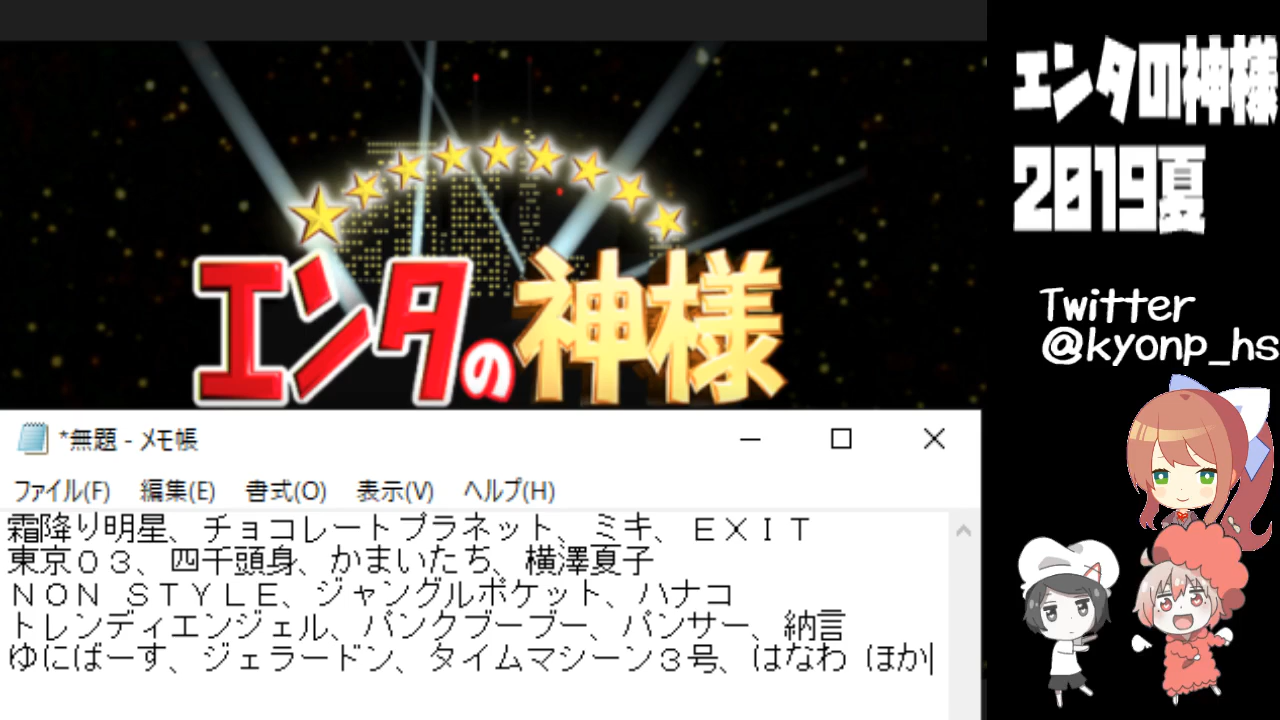 エンタの神様
*無題 - メモ帳
ファイル(F) 編集(E) 書式(O) 表示(V) ヘルプ(H)
霜降り明星、チョコレートプラネット、ミキ、ＥＸＩＴ
東京０３、四千頭身、かまいたち、横澤夏子
ＮＯＮ ＳＴＹＬＥ、ジャングルポケット、ハナコ
トレンディエンジェル、バンクブーブー、パンサー、納言
ゆにばーす、ジェラードン、タイムマシーン３号、はなわ ほか
エンタの神様
2019夏
Twitter
@kyonp_hs